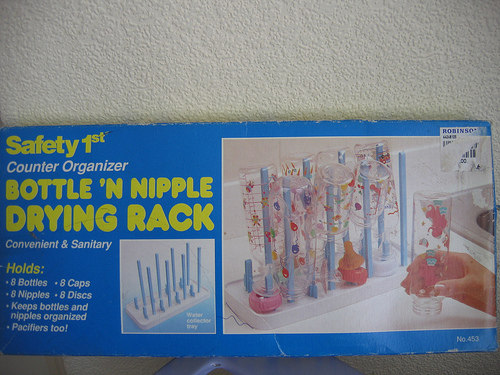 Safety 1st
Counter Organizer
BOTTLE 'N NIPPLE
DRYING RACK
Convenient & Sanitary
Holds:
• 8 Bottles • 8 Caps
• 8 Nipples • 8 Discs
• Keeps bottles and
nipples organized
• Pacifiers too!
Water
collector
tray
ROBINSON
No. 453